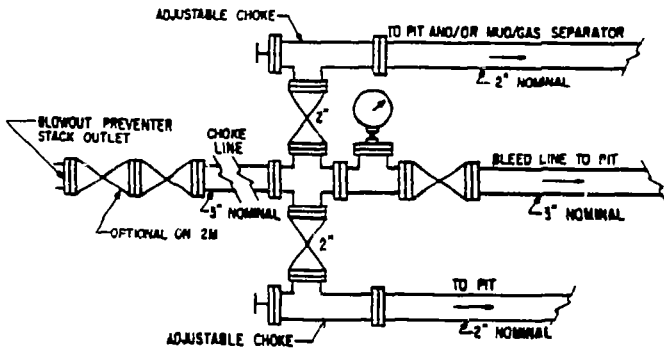 ADJUSTABLE CHOKE
TO PIT AND/OR MUD/GAS SEPARATOR
2" NOMINAL
2"
BLOWOUT PREVENTER
STACK OUTLET
CHOKE
LINE
BLEED LINE TO PIT
3" NOMINAL
3" NOMINAL
OPTIONAL ON 2M
2"
TO PIT
ADJUSTABLE CHOKE
2" NOMINAL